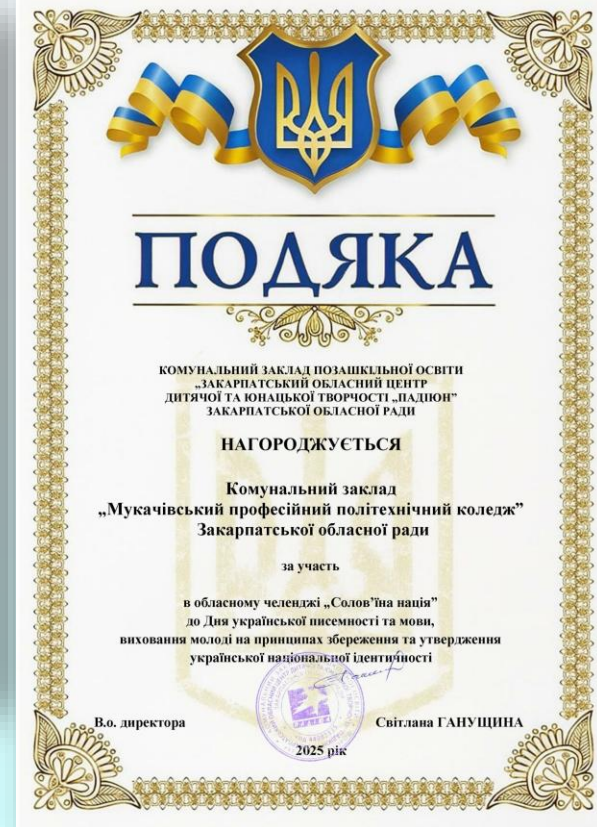 ПОДЯКА
КОМУНАЛЬНИЙ ЗАКЛАД ПОЗАШКІЛЬНОЇ ОСВІТИ
„ЗАКАРПАТСЬКИЙ ОБЛАСНИЙ ЦЕНТР
ДИТЯЧОЇ ТА ЮНАЦЬКОЇ ТВОРЧОСТІ „ПАДІЮН”
ЗАКАРПАТСЬКОЇ ОБЛАСНОЇ РАДИ
НАГОРОДЖУЄТЬСЯ
Комунальний заклад
„Мукачівський професійний політехнічний коледж”
Закарпатської обласної ради
за участь
в обласному челенджі „Солов’їна нація”
до Дня української писемності та мови,
виховання молоді на принципах збереження та утвердження
української національної ідентичності
В.о. директора
Світлана ГАНУЩИНА
2025 рік